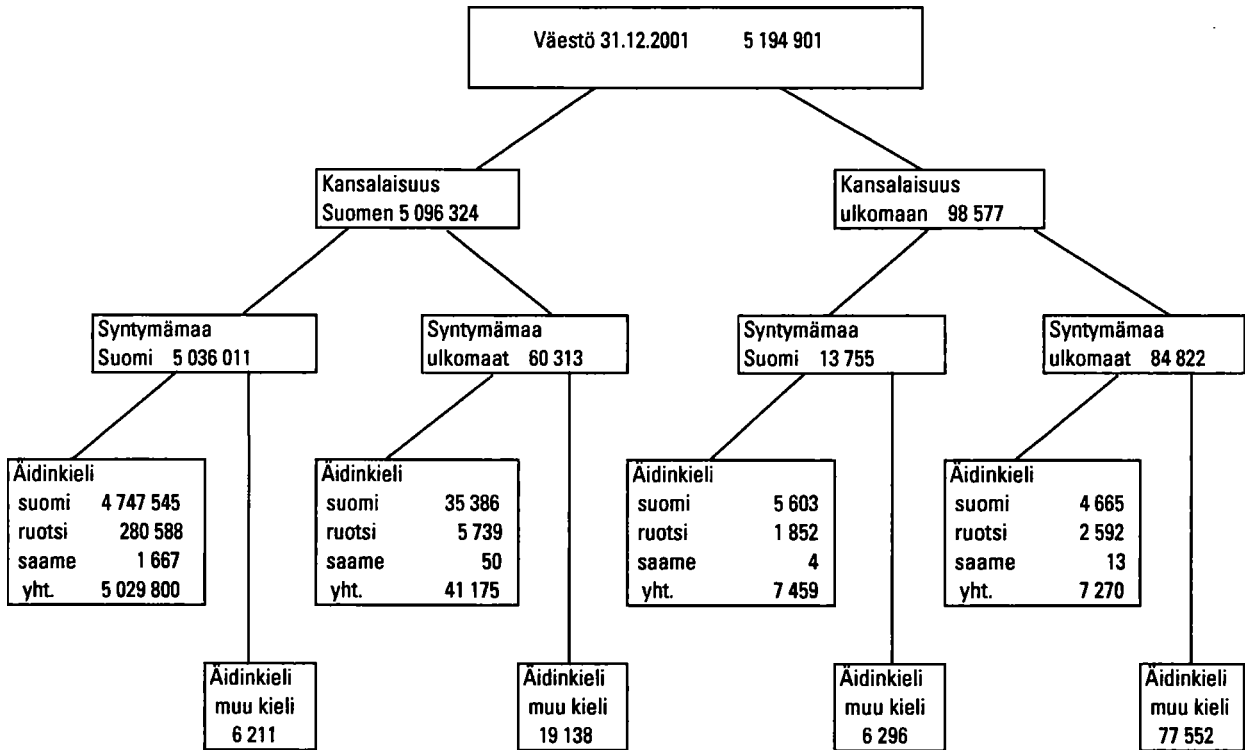 Väestö 31.12.2001 5 194 901
Kansalaisuus
Suomen 5 096 324
Kansalaisuus
ulkomaan 98 577
Syntymämaa
Suomi 5 036 011
Syntymämaa
ulkomaat 60 313
Syntymämaa
Suomi 13 755
Syntymämaa
ulkomaat 84 822
Äidinkieli
suomi 4 747 545
ruotsi 280 588
saame 1 667
yht. 5 029 800
Äidinkieli
suomi 35 386
ruotsi 5 739
saame 50
yht. 41 175
Äidinkieli
suomi 5 603
ruotsi 1 852
saame 4
yht. 7 459
Äidinkieli
suomi 4 665
ruotsi 2 592
saame 13
yht. 7 270
Äidinkieli
muu kieli
6 211
Äidinkieli
muu kieli
19 138
Äidinkieli
muu kieli
6 296
Äidinkieli
muu kieli
77 552